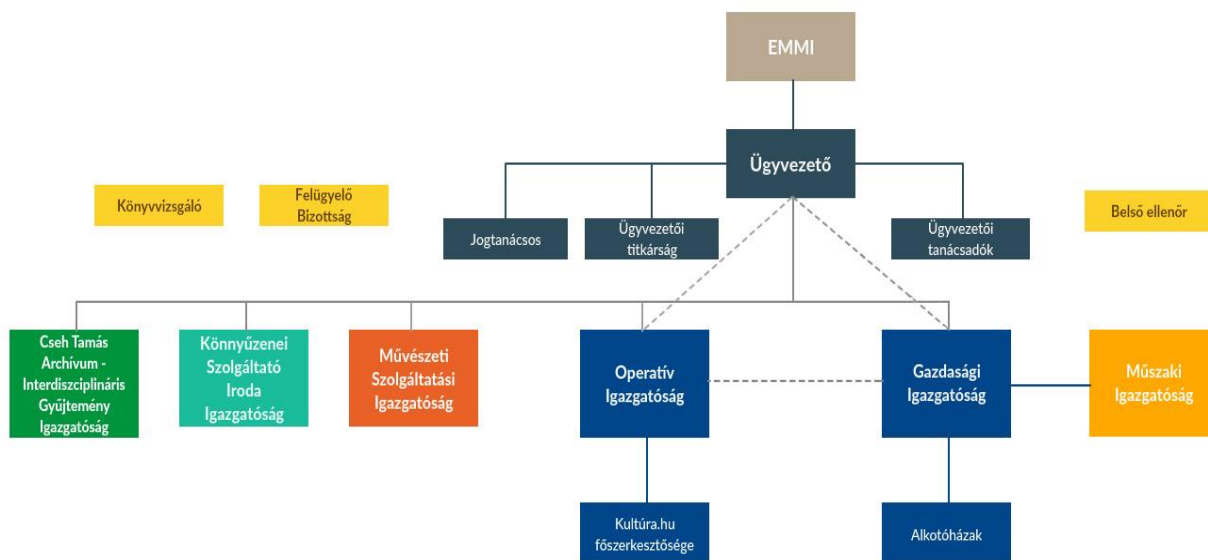 EMMI
Ügyvezető
Könyvvizsgáló
Felügyelő
Bizottság
Belső ellenőr
Jogtanácsos
Ügyvezetői
titkárság
Ügyvezetői
tanácsadók
Cseh Tamás
Archívum -
Interdiszciplináris
Gyűjtemény
Igazgatóság
Könnyűzenei
Szolgáltató
Iroda
Igazgatóság
Művészeti
Szolgáltatási
Igazgatóság
Operatív
Igazgatóság
Gazdasági
Igazgatóság
Műszaki
Igazgatóság
Kultúra.hu
főszerkesztősége
Alkotóházak